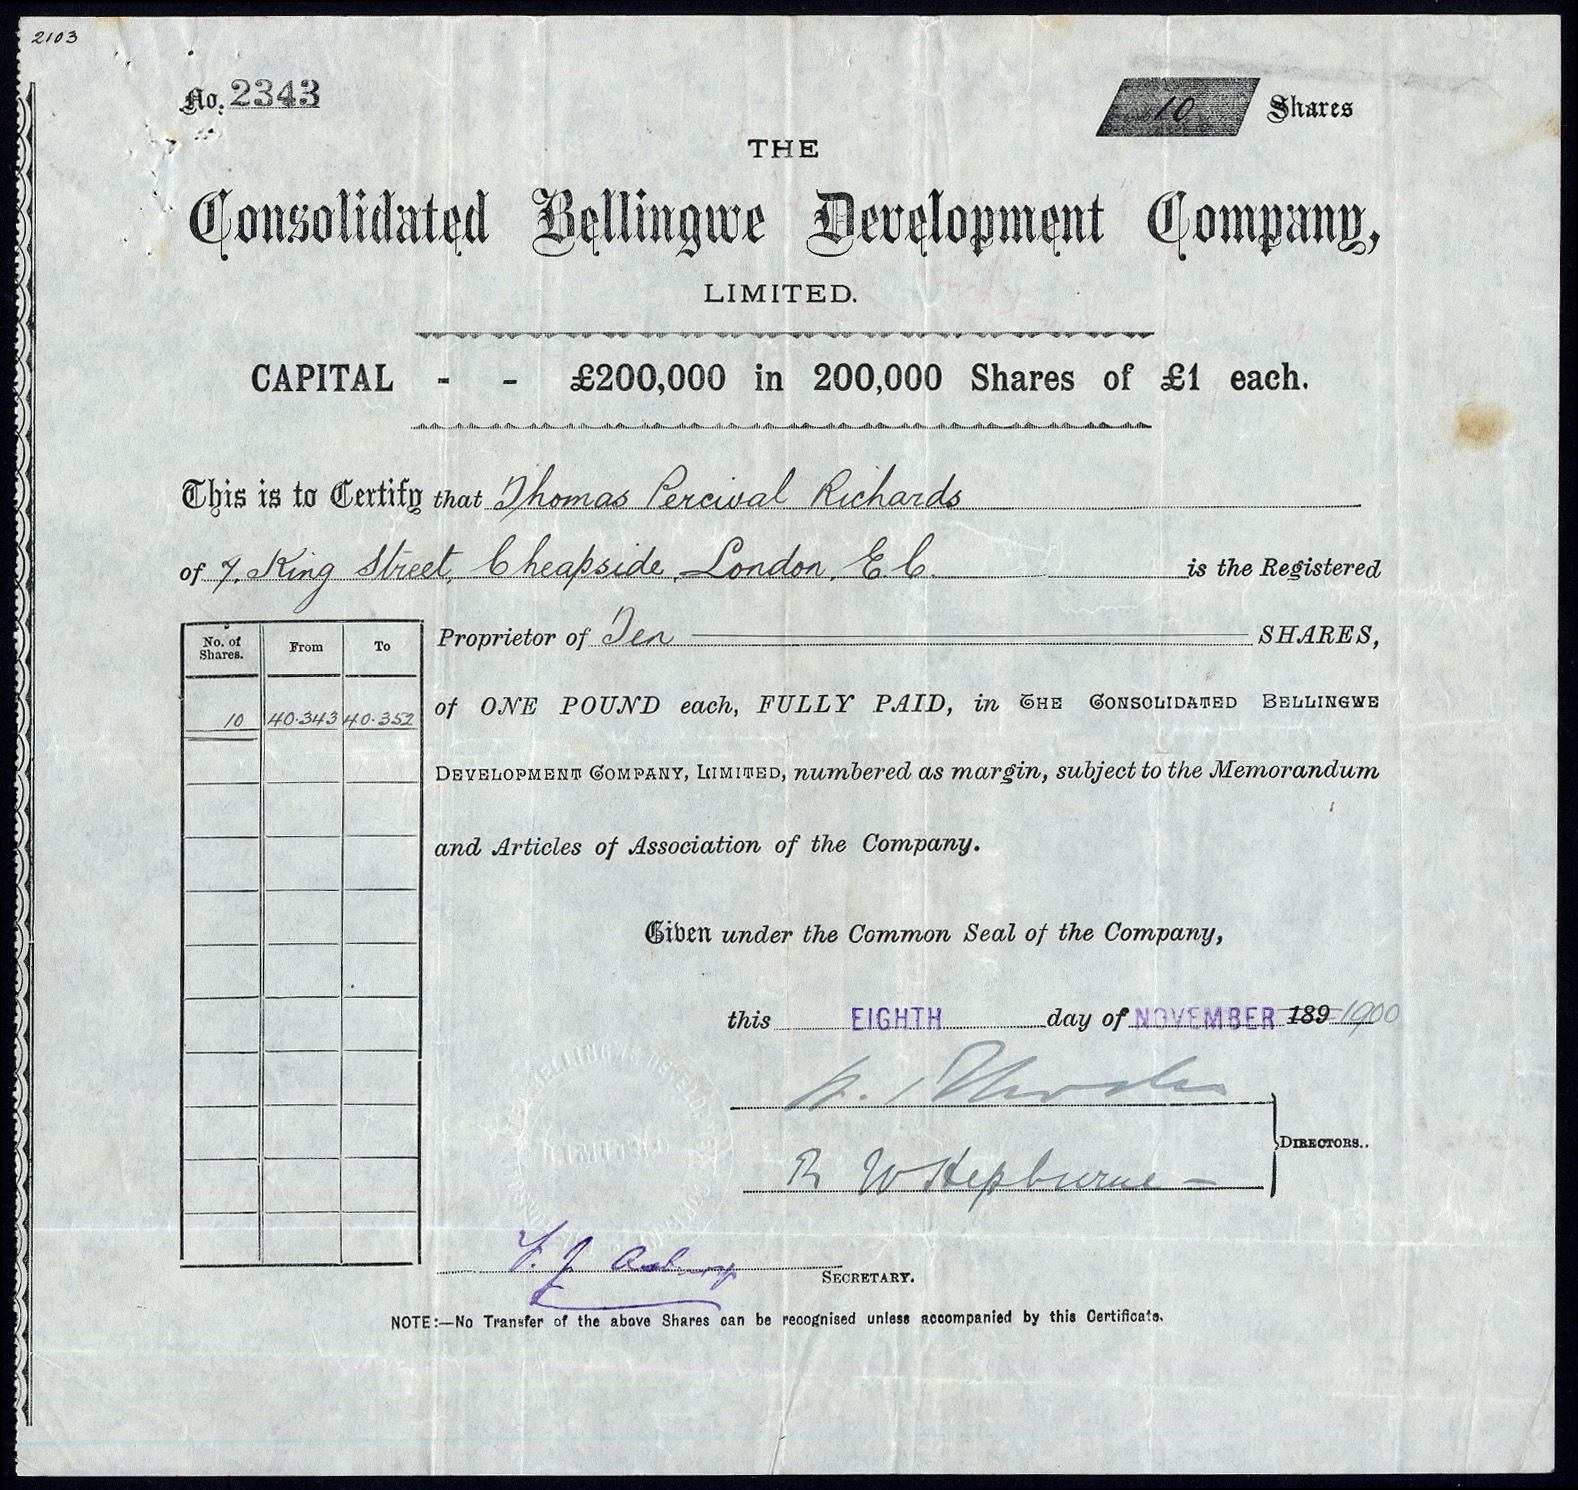 2103
No. 2343
10 Shares
THE
Consolidated Bellingwe Development Company,
LIMITED.
CAPITAL - - £200,000 in 200,000 Shares of £1 each.
This is to Certify that Thomas Percival Richards
of 7, King Street, Cheapside, London, E.C. is the Registered
Proprietor of Ten SHARES,
No. of Shares. From To
10 40.343 40.352
of ONE POUND each, FULLY PAID, in THE CONSOLIDATED BELLINGWE
DEVELOPMENT COMPANY, LIMITED, numbered as margin, subject to the Memorandum
and Articles of Association of the Company.
Given under the Common Seal of the Company,
this EIGHTH day of NOVEMBER 189 1900
R W Hepburne
DIRECTORS..
F. J. Asbury
SECRETARY.
NOTE:—No Transfer of the above Shares can be recognised unless accompanied by this Certificate.